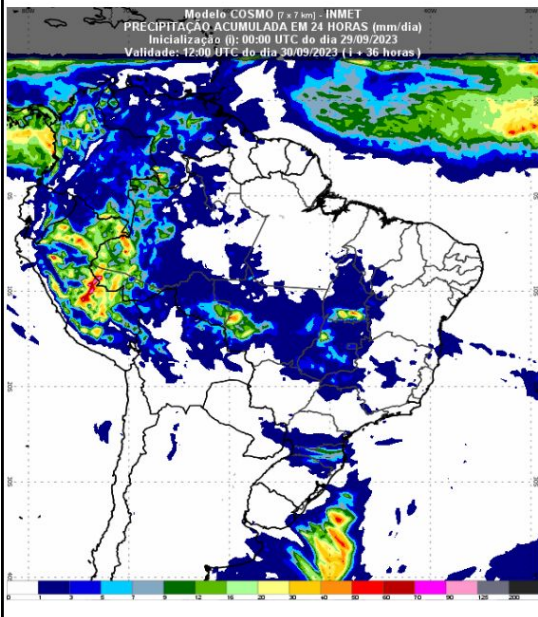 Modelo COSMO [7 x 7 km] - INMET
PRECIPITAÇÃO ACUMULADA EM 24 HORAS (mm/dia)
Inicialização (i): 00:00 UTC do dia 29/09/2023
Validade: 12:00 UTC do dia 30/09/2023 ( i + 36 horas )
0 1 3 5 7 9 12 16 20 30 40 50 60 70 90 125 200